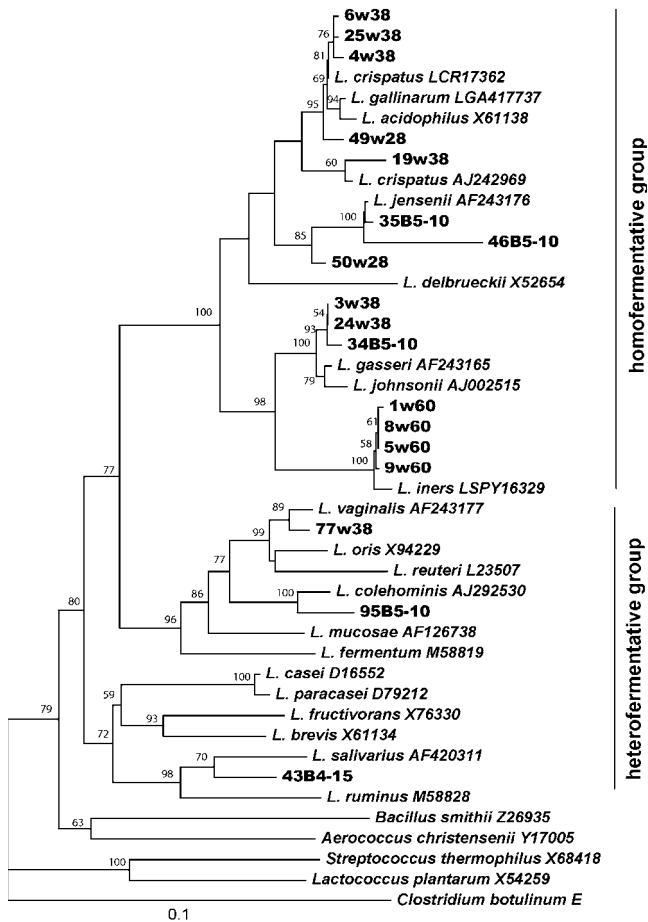 6w38
76
25w38
4w38
81
L. crispatus LCR17362
69
L. gallinarum LGA417737
94
95
L. acidophilus X61138
49w28
19w38
60
L. crispatus AJ242969
L. jensenii AF243176
100
35B5-10
85
46B5-10
50w28
L. delbrueckii X52654
3w38
54
100
24w38
93
100
34B5-10
L. gasseri AF243165
79
L. johnsonii AJ002515
98
1w60
61
8w60
58
5w60
100
9w60
L. iners LSPY16329
homofermentative group
77
89
L. vaginalis AF243177
99
77w38
77
L. oris X94229
L. reuteri L23507
86
100
L. colehominis AJ292530
80
95B5-10
96
L. mucosae AF126738
L. fermentum M58819
59
100
L. casei D16552
L. paracasei D79212
79
93
L. fructivorans X76330
72
L. brevis X61134
70
L. salivarius AF420311
98
43B4-15
L. ruminus M58828
heterofermentative group
63
Bacillus smithii Z26935
Aerococcus christensenii Y17005
100
Streptococcus thermophilus X68418
Lactococcus plantarum X54259
Clostridium botulinum E
0.1